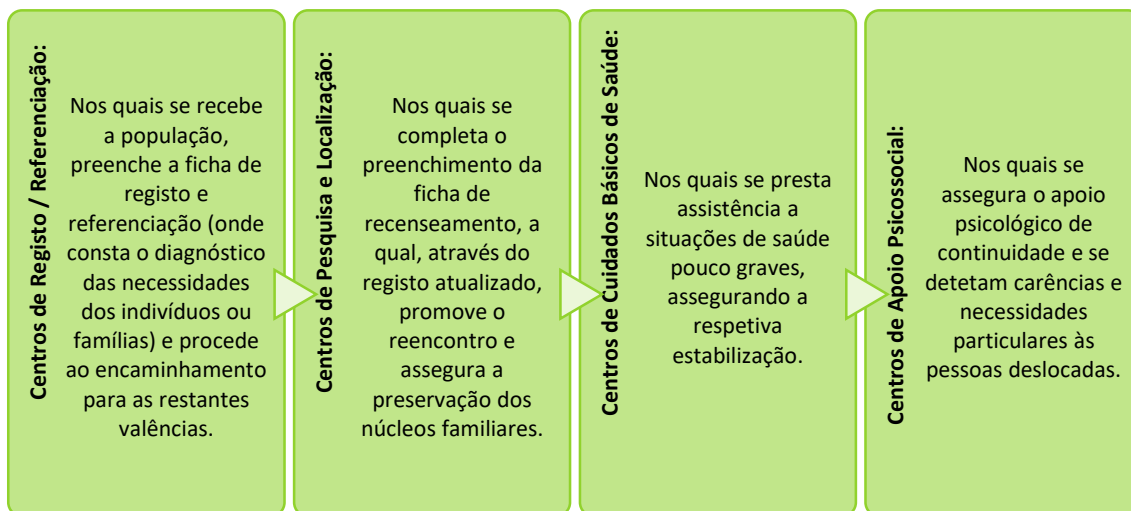 Centros de Registo / Referenciação:
Nos quais se recebe
a população,
preenche a ficha de
registo e
referenciação (onde
consta o diagnóstico
das necessidades
dos indivíduos ou
famílias) e procede
ao encaminhamento
para as restantes
valências.
Centros de Pesquisa e Localização:
Nos quais se
completa o
preenchimento da
ficha de
recenseamento, a
qual, através do
registo atualizado,
promove o
reencontro e
assegura a
preservação dos
núcleos familiares.
Centros de Cuidados Básicos de Saúde:
Nos quais se presta
assistência a
situações de saúde
pouco graves,
assegurando a
respetiva
estabilização.
Centros de Apoio Psicossocial:
Nos quais se
assegura o apoio
psicológico de
continuidade e se
detetam carências e
necessidades
particulares às
pessoas deslocadas.